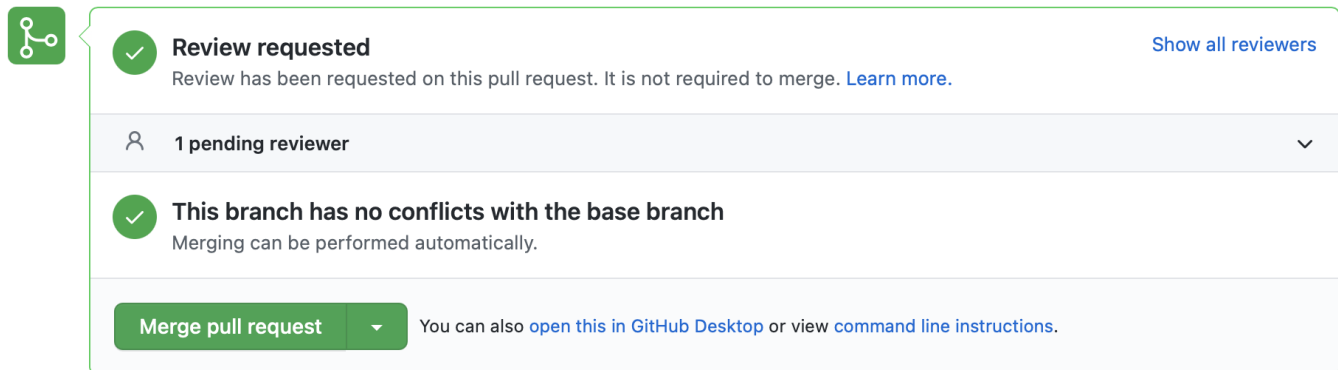 Review requested
Show all reviewers
Review has been requested on this pull request. It is not required to merge. Learn more.
1 pending reviewer
This branch has no conflicts with the base branch
Merging can be performed automatically.
Merge pull request
You can also open this in GitHub Desktop or view command line instructions.